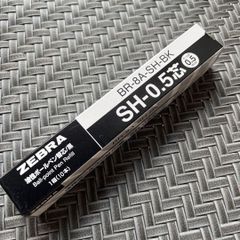 ZEBRA
油性ボールペン替芯/黒
Ball-point Pen Refill
1箱(10本)
BR-8A-SH-BK
SH-0.5芯
0.5